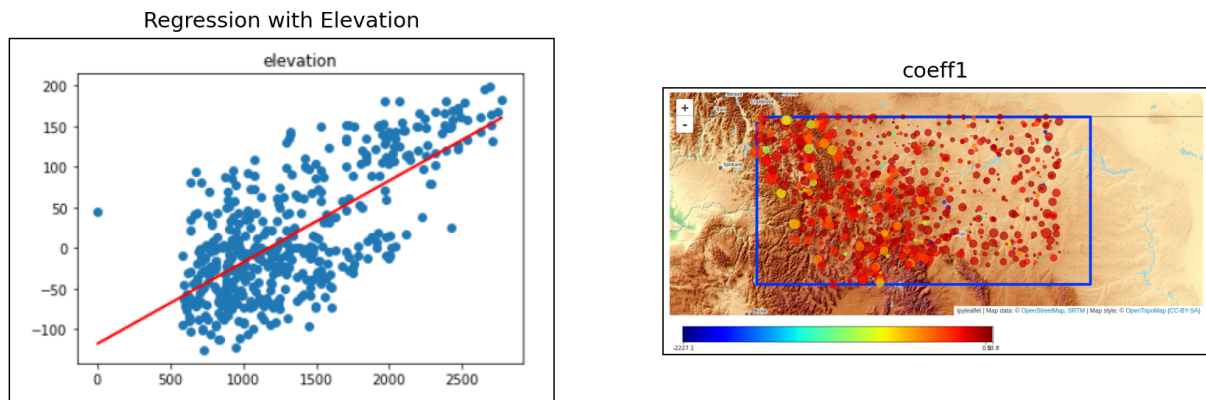 Regression with Elevation
elevation
200
150
100
50
0
−50
−100
0 500 1000 1500 2000 2500
coeff1
+
-
Spokane
ipyleaflet | Map data: © OpenStreetMap, SRTM | Map style: © OpenTopoMap (CC-BY-SA)
-2227.1